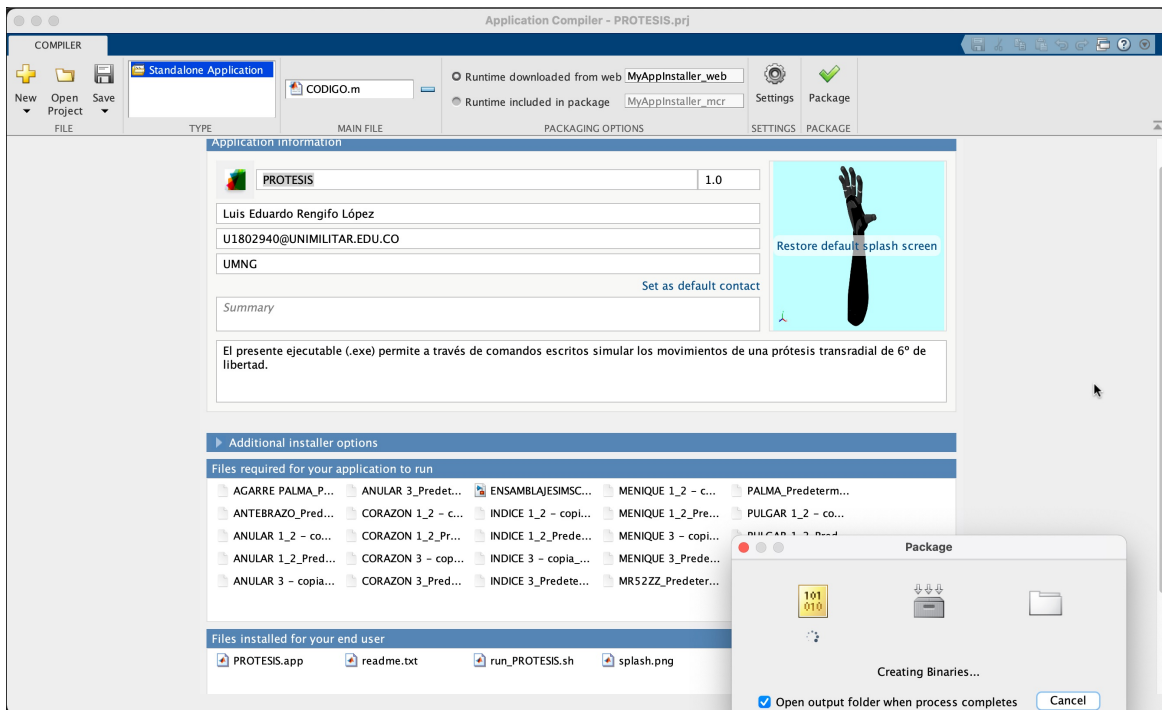 Application Compiler - PROTESIS.prj
COMPILER
New
Open Project
Save
FILE
Standalone Application
TYPE
CODIGO.m
MAIN FILE
Runtime downloaded from web MyAppInstaller_web
Runtime included in package MyAppInstaller_mcr
PACKAGING OPTIONS
Settings
SETTINGS
Package
PACKAGE
Application information
PROTESIS 1.0
Luis Eduardo Rengifo López
U1802940@UNIMILITAR.EDU.CO
UMNG
Set as default contact
Restore default splash screen
Summary
El presente ejecutable (.exe) permite a través de comandos escritos simular los movimientos de una prótesis transradial de 6º de
libertad.
Additional installer options
Files required for your application to run
AGARRE PALMA_P... ANULAR 3_Predet... ENSAMBLAJESIMSC... MENIQUE 1_2 - c... PALMA_Predeterm...
ANTEBRAZO_Pred... CORAZON 1_2 - c... INDICE 1_2 - copi... MENIQUE 1_2_Pre... PULGAR 1_2 - co...
ANULAR 1_2 - co... CORAZON 1_2_Pr... INDICE 1_2_Prede... MENIQUE 3 - copi...
ANULAR 1_2_Pred... CORAZON 3 - cop... INDICE 3 - copia_... MENIQUE 3_Prede...
ANULAR 3 - copia... CORAZON 3_Pred... INDICE 3_Predete... MR52ZZ_Predeter...
Files installed for your end user
PROTESIS.app readme.txt run_PROTESIS.sh splash.png
Package
101
010
Creating Binaries...
Open output folder when process completes
Cancel